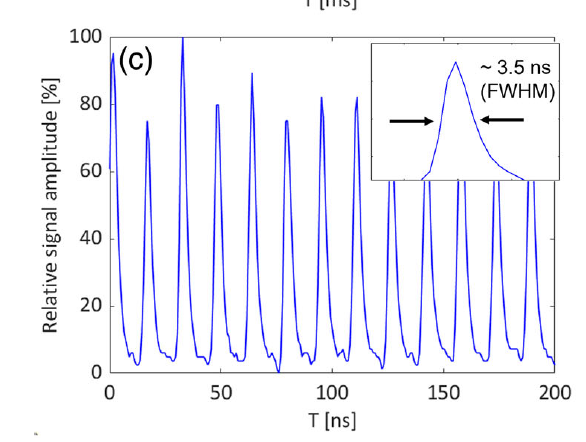 T [ms]
(c)
~ 3.5 ns
(FWHM)
Relative signal amplitude [%]
100
80
60
40
20
0
0 50 100 150 200
T [ns]